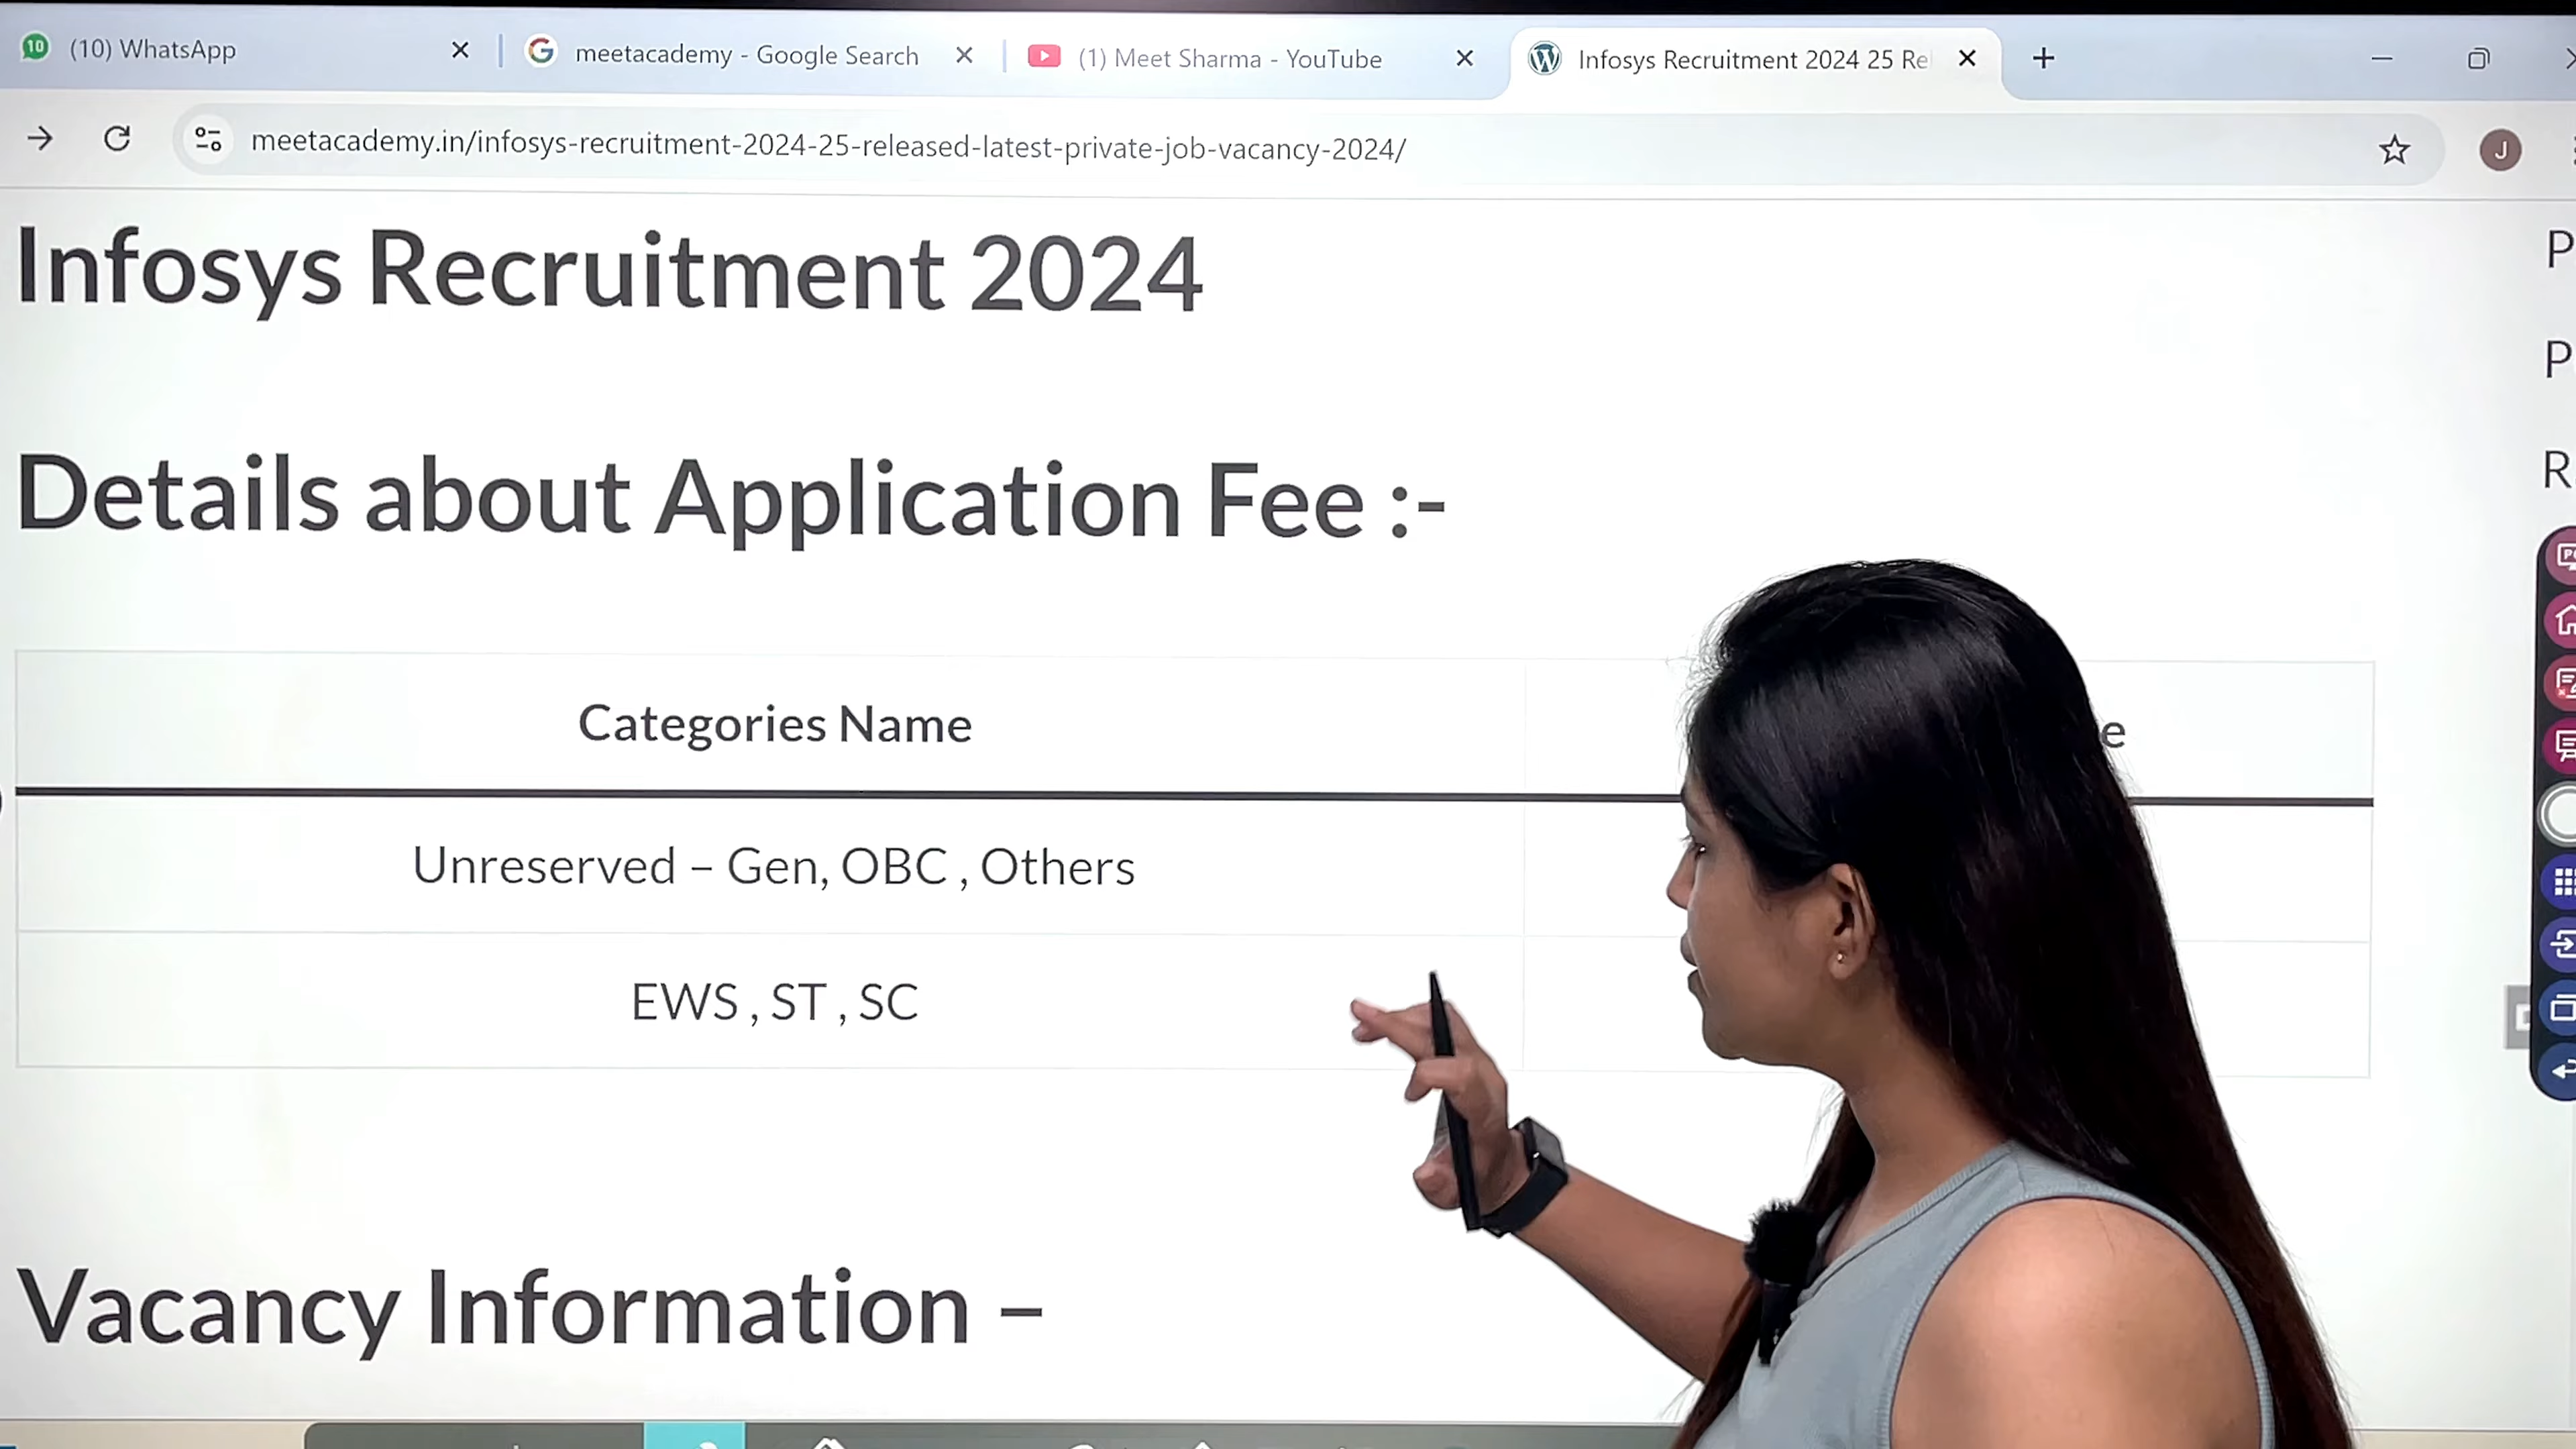 10 (10) WhatsApp
meetacademy - Google Search
(1) Meet Sharma - YouTube
Infosys Recruitment 2024 25 Re
meetacademy.in/infosys-recruitment-2024-25-released-latest-private-job-vacancy-2024/
J
Infosys Recruitment 2024
P
P
R
Details about Application Fee :-
Categories Name
e
Unreserved – Gen, OBC , Others
EWS , ST , SC
Vacancy Information –